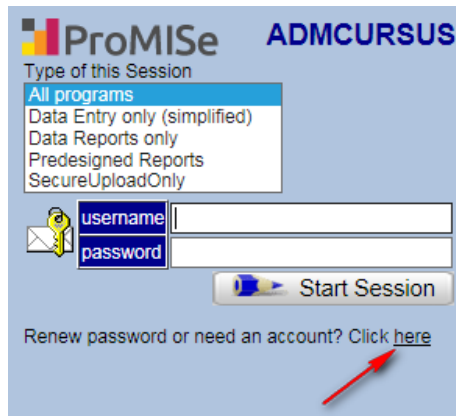 ProMISe ADMCURSUS
Type of this Session
All programs
Data Entry only (simplified)
Data Reports only
Predesigned Reports
SecureUploadOnly
username
password
Start Session
Renew password or need an account? Click here